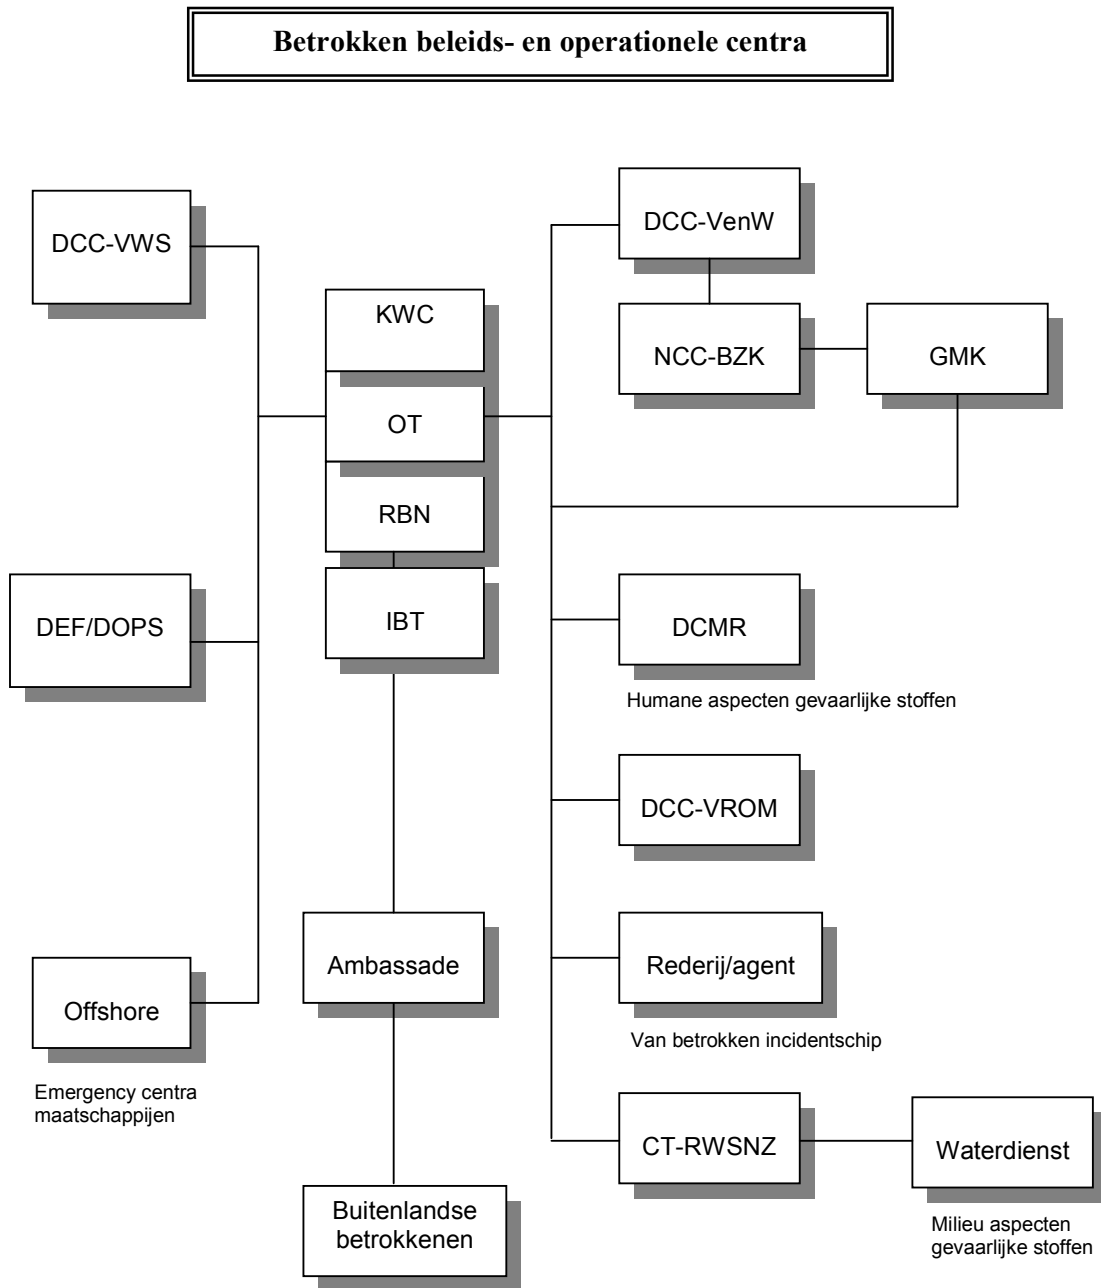 Betrokken beleids- en operationele centra
DCC-VWS
DCC-VenW
KWC
NCC-BZK
GMK
OT
RBN
DEF/DOPS
IBT
DCMR
Humane aspecten gevaarlijke stoffen
DCC-VROM
Ambassade
Rederij/agent
Offshore
Van betrokken incidentschip
Emergency centra
maatschappijen
CT-RWSNZ
Waterdienst
Buitenlandse
betrokkenen
Milieu aspecten
gevaarlijke stoffen